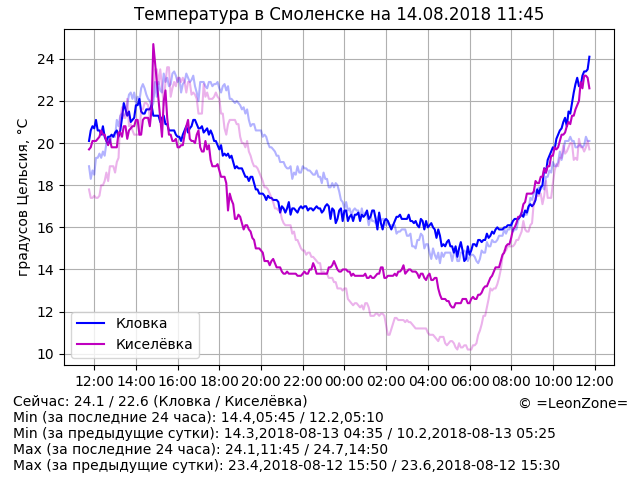 Температура в Смоленске на 14.08.2018 11:45
градусов Цельсия, °C
24
22
20
18
16
14
12
10
Кловка
Киселёвка
12:00 14:00 16:00 18:00 20:00 22:00 00:00 02:00 04:00 06:00 08:00 10:00 12:00
Сейчас: 24.1 / 22.6 (Кловка / Киселёвка)
© =LeonZone=
Min (за последние 24 часа): 14.4,05:45 / 12.2,05:10
Min (за предыдущие сутки): 14.3,2018-08-13 04:35 / 10.2,2018-08-13 05:25
Max (за последние 24 часа): 24.1,11:45 / 24.7,14:50
Max (за предыдущие сутки): 23.4,2018-08-12 15:50 / 23.6,2018-08-12 15:30